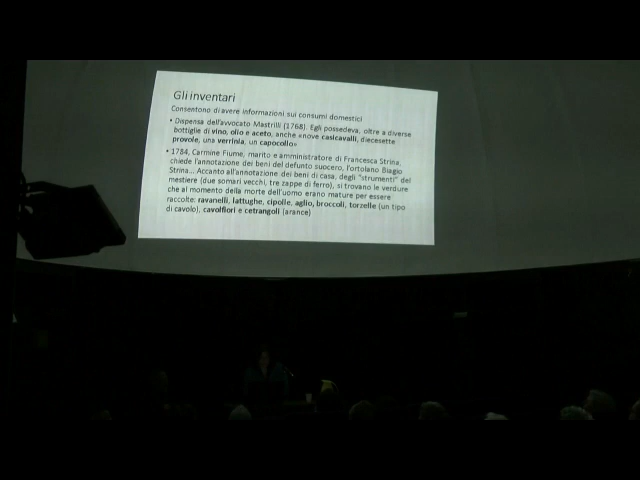 Gli inventari
Consentono di avere informazioni sui consumi domestici
• Dispensa dell'avvocato Mastrilli (1768). Egli possedeva, oltre a diverse
bottiglie di vino, olio e aceto, anche «nove casicavalli, diecesette
provole, una verrinia, un capocollo»
• 1784, Carmine Fiume, marito e amministratore di Francesca Strina,
chiede l'annotazione dei beni del defunto suocero, l'ortolano Biagio
Strina... Accanto all'annotazione dei beni di casa, degli "strumenti" del
mestiere (due somari vecchi, tre zappe di ferro), si trovano le verdure
che al momento della morte dell'uomo erano mature per essere
raccolte: ravanelli, lattughe, cipolle, aglio, broccoli, torzelle (un tipo
di cavolo), cavolfiori e cetrangoli (arance)